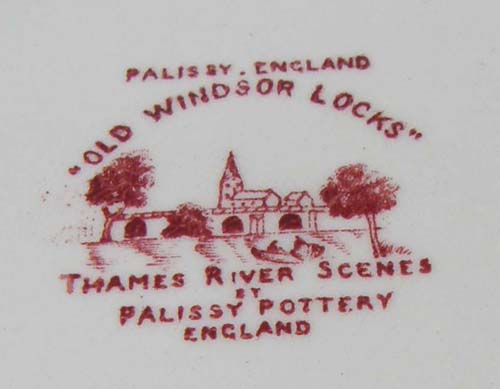 PALISSY. ENGLAND
"OLD WINDSOR LOCKS"
THAMES RIVER SCENES
BY
PALISSY POTTERY
ENGLAND